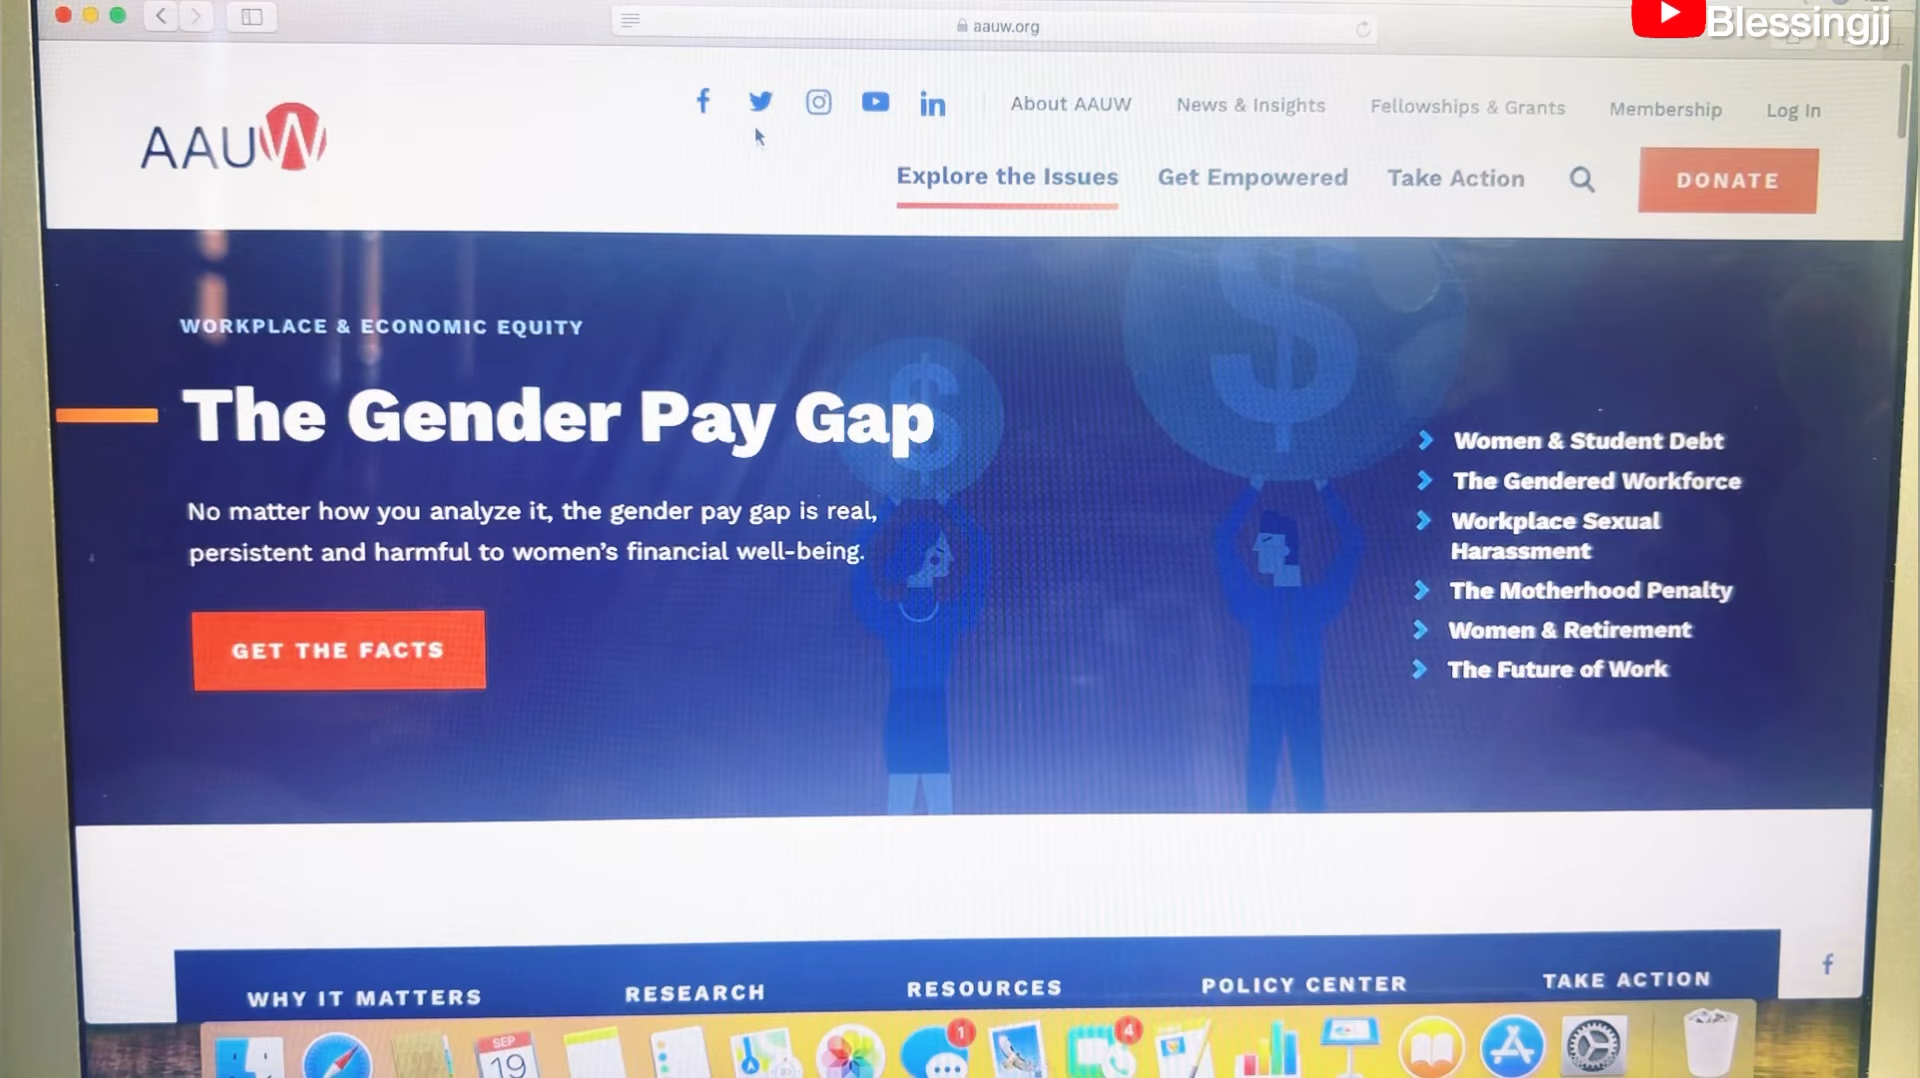 aauw.org
Blessingjj
AAUW
About AAUW
News & Insights
Fellowships & Grants
Membership
Log In
Explore the Issues
Get Empowered
Take Action
DONATE
WORKPLACE & ECONOMIC EQUITY
The Gender Pay Gap
No matter how you analyze it, the gender pay gap is real,
persistent and harmful to women’s financial well-being.
GET THE FACTS
Women & Student Debt
The Gendered Workforce
Workplace Sexual
Harassment
The Motherhood Penalty
Women & Retirement
The Future of Work
WHY IT MATTERS
RESEARCH
RESOURCES
POLICY CENTER
TAKE ACTION
SEP
19
1
4